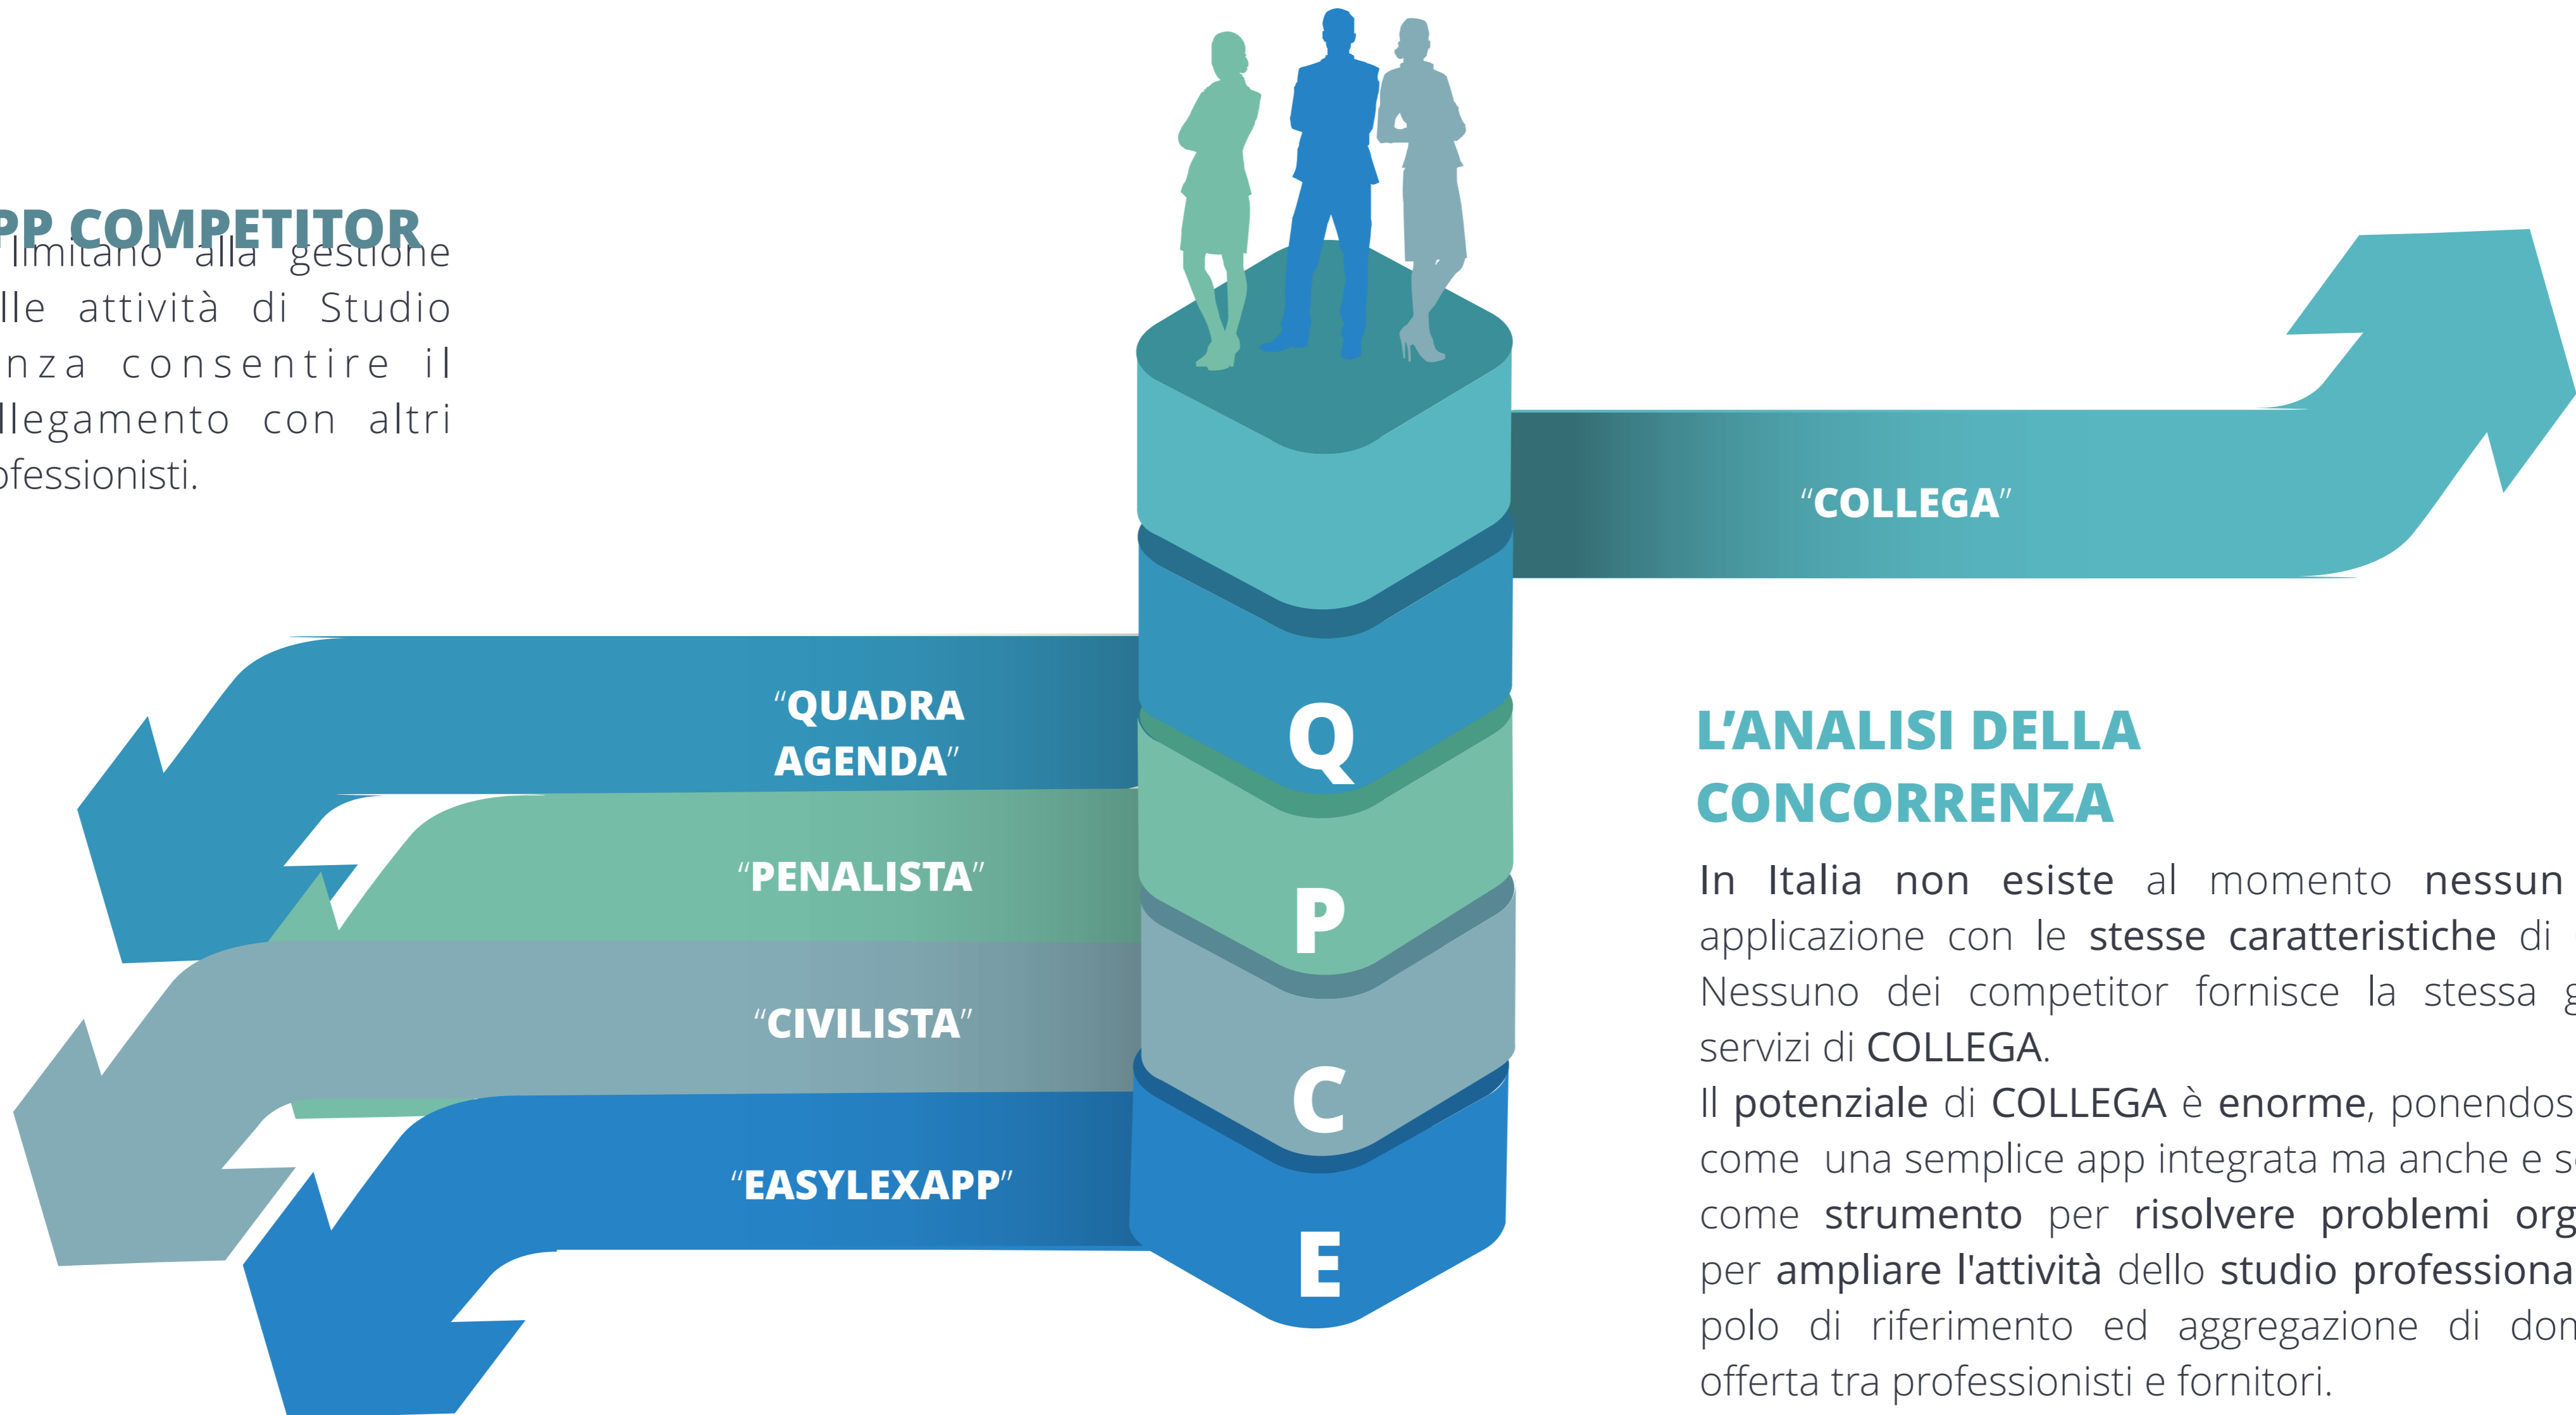 PP COMPETITOR
limitano alla gestione
lle attività di Studio
nza consentire il
llegamento con altri
ofessionisti.
“COLLEGA”
“QUADRA
AGENDA”
“PENALISTA”
“CIVILISTA”
“EASYLEXAPP”
Q
P
C
E
L’ANALISI DELLA
CONCORRENZA
In Italia non esiste al momento nessun
applicazione con le stesse caratteristiche di
Nessuno dei competitor fornisce la stessa
servizi di COLLEGA.
Il potenziale di COLLEGA è enorme, ponendos
come una semplice app integrata ma anche e s
come strumento per risolvere problemi org
per ampliare l'attività dello studio professiona
polo di riferimento ed aggregazione di don
offerta tra professionisti e fornitori.